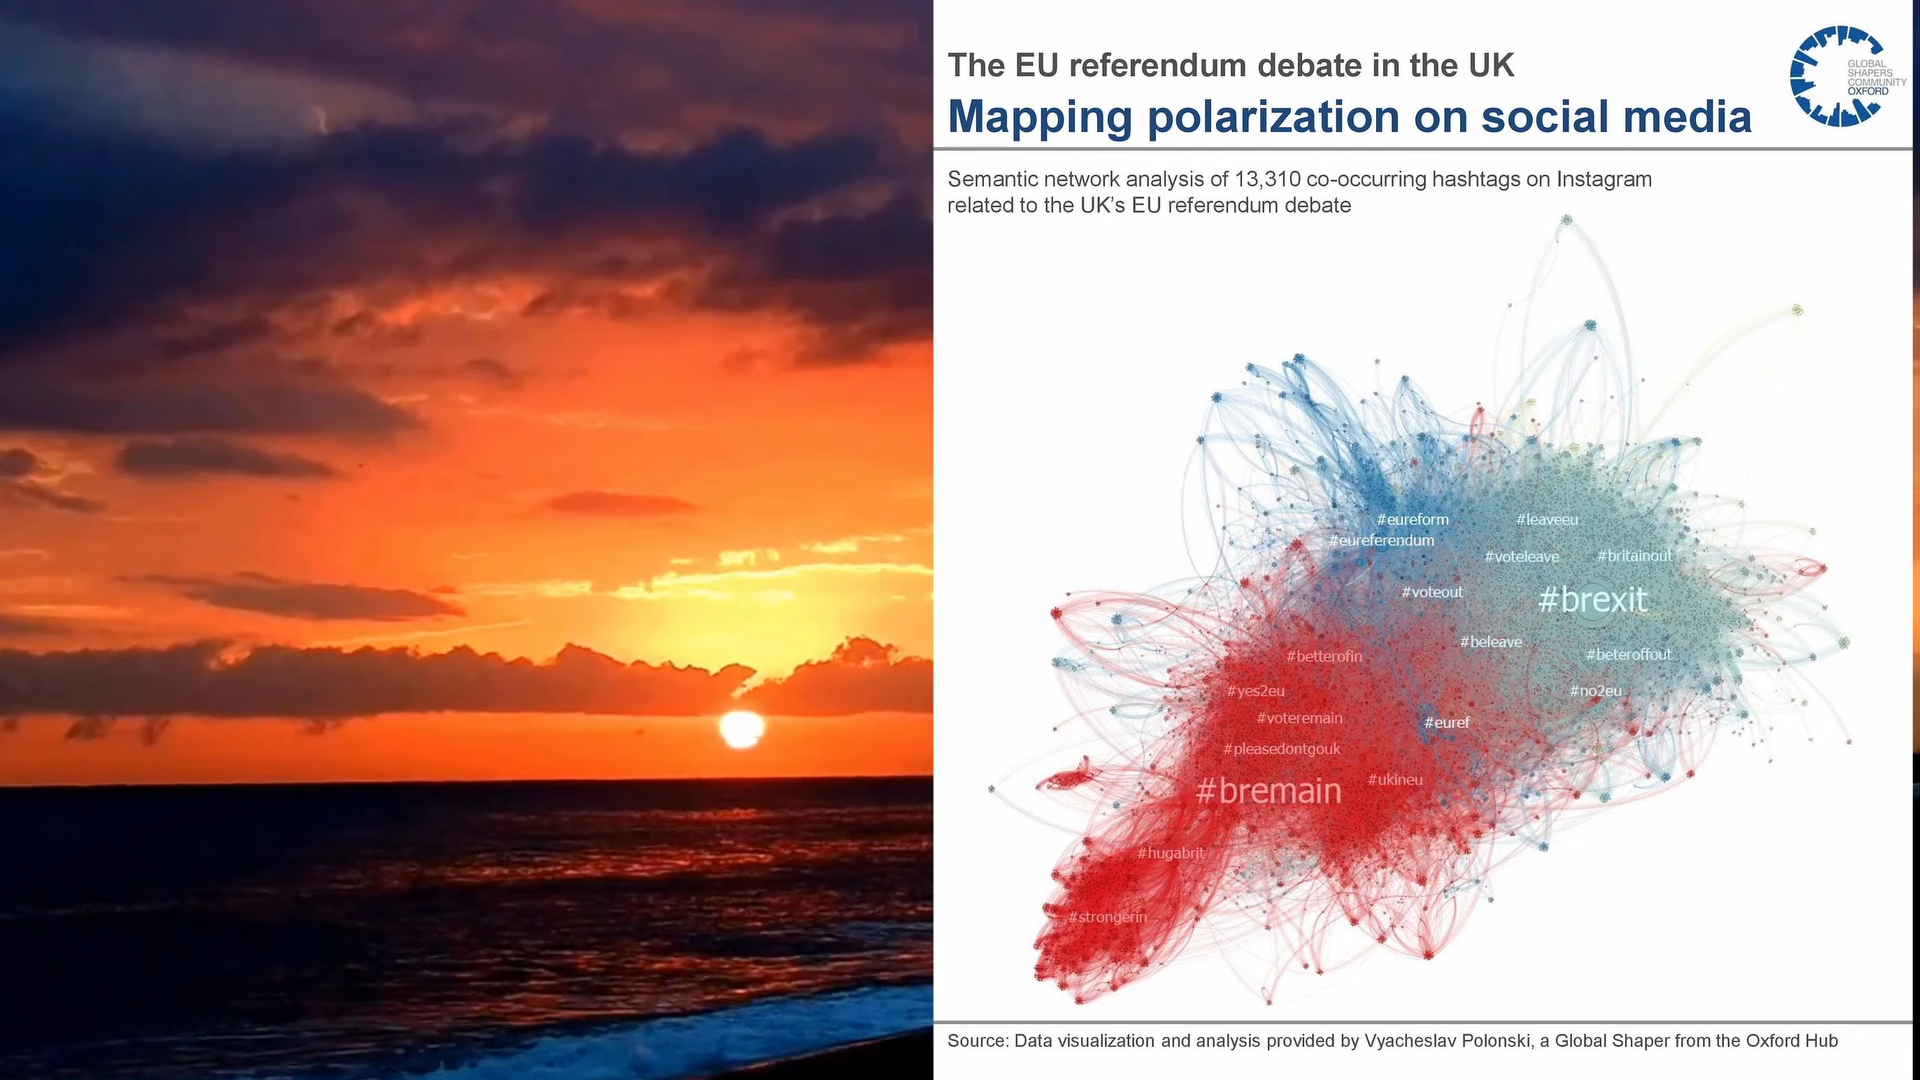 The EU referendum debate in the UK
Mapping polarization on social media
GLOBAL
SHAPERS
COMMUNITY
OXFORD
Semantic network analysis of 13,310 co-occurring hashtags on Instagram
related to the UK's EU referendum debate
#eureform
#leaveeu
#eureferendum
#voteleave
#britainout
#voteout
#brexit
#beleave
#betterofin
#beteroffout
#yes2eu
#no2eu
#voteremain
#euref
#pleasedontgouk
#ukineu
#bremain
#hugabrit
#strongerin
Source: Data visualization and analysis provided by Vyacheslav Polonski, a Global Shaper from the Oxford Hub